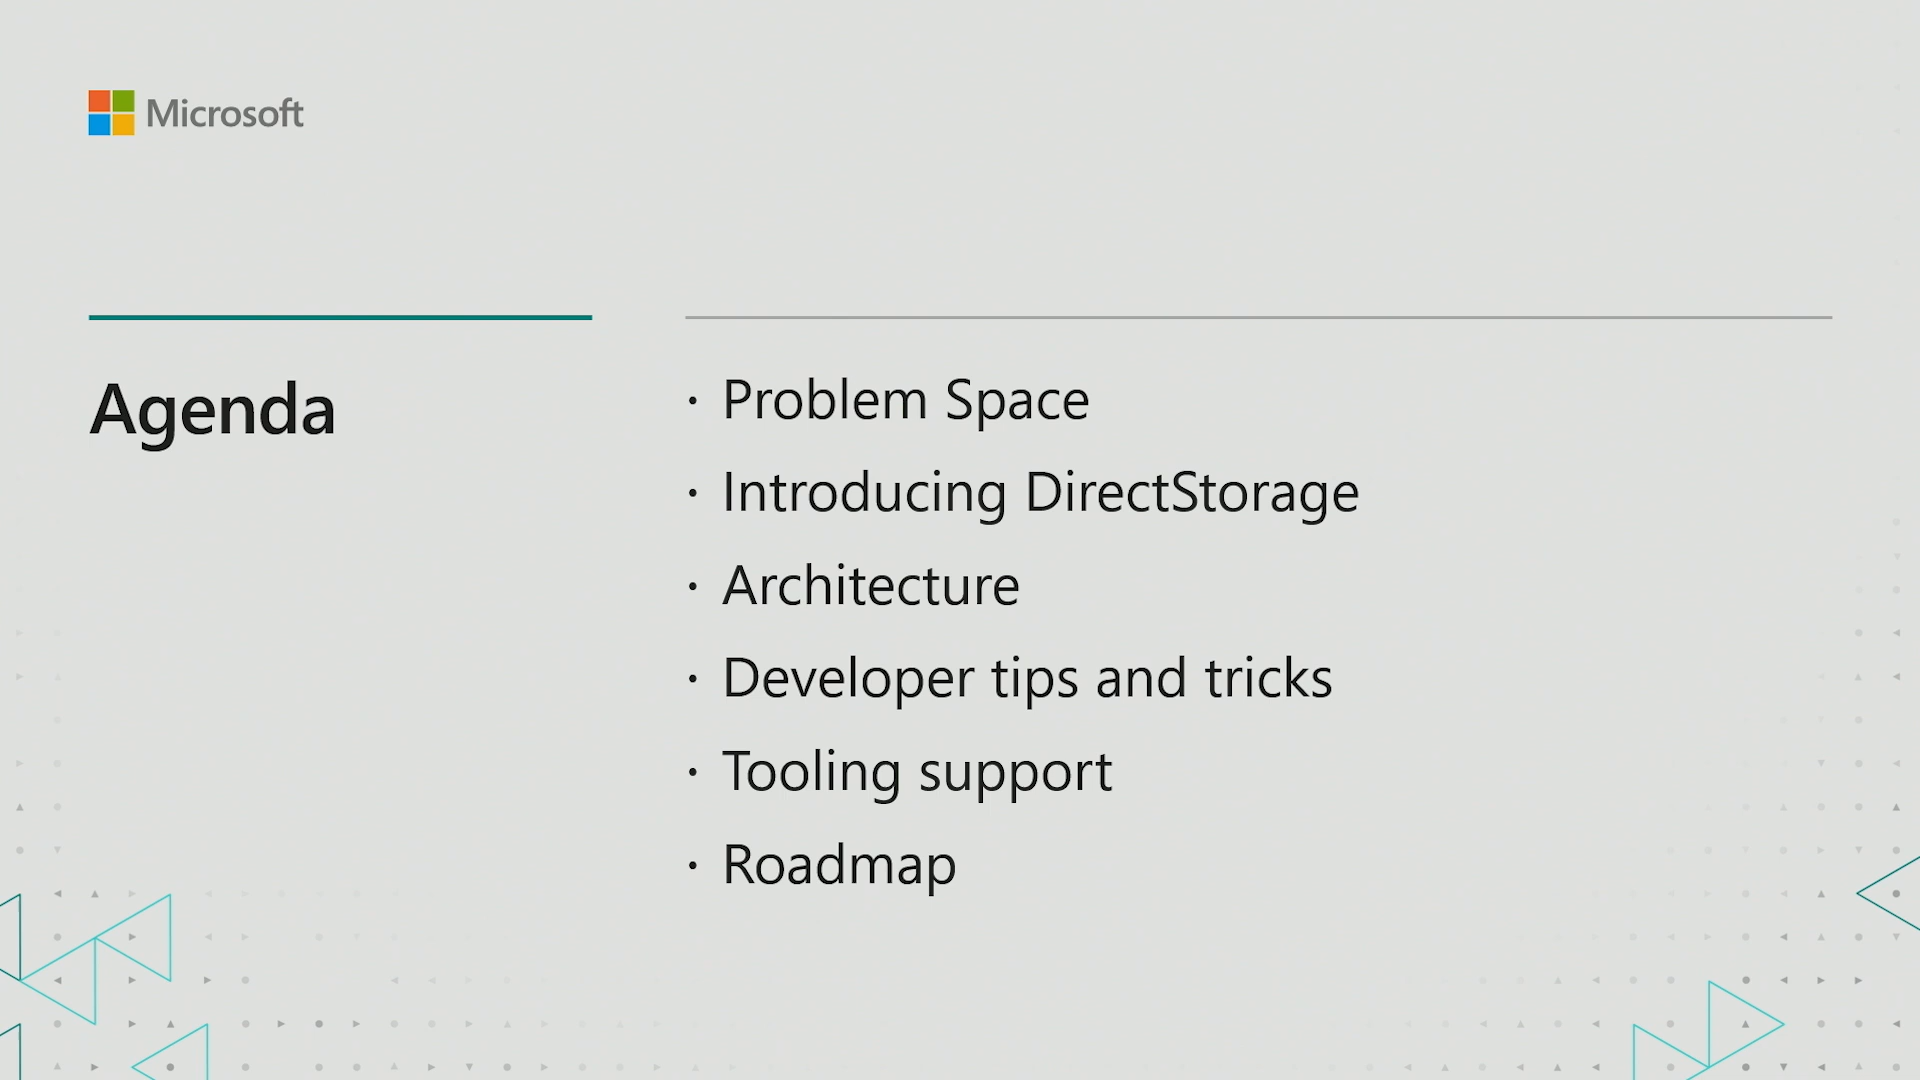 Microsoft
Agenda
· Problem Space
· Introducing DirectStorage
· Architecture
· Developer tips and tricks
· Tooling support
· Roadmap